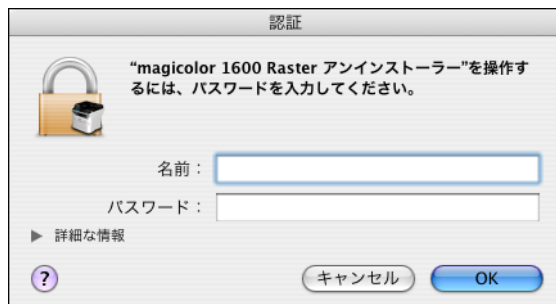 認証
“magicolor 1600 Raster アンインストーラー”を操作す
るには、パスワードを入力してください。
名前：
パスワード：
▶ 詳細な情報
?
キャンセル
OK